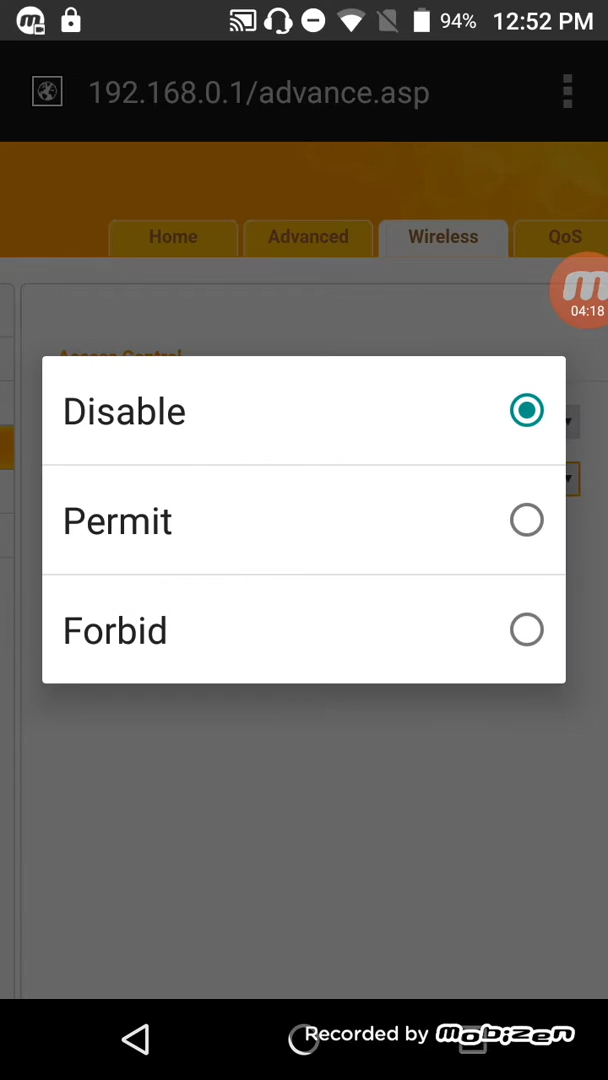 94% 12:52 PM
192.168.0.1/advance.asp
Home Advanced Wireless QoS
04:18
Access Control
Disable
Permit
Forbid
Recorded by mobizen